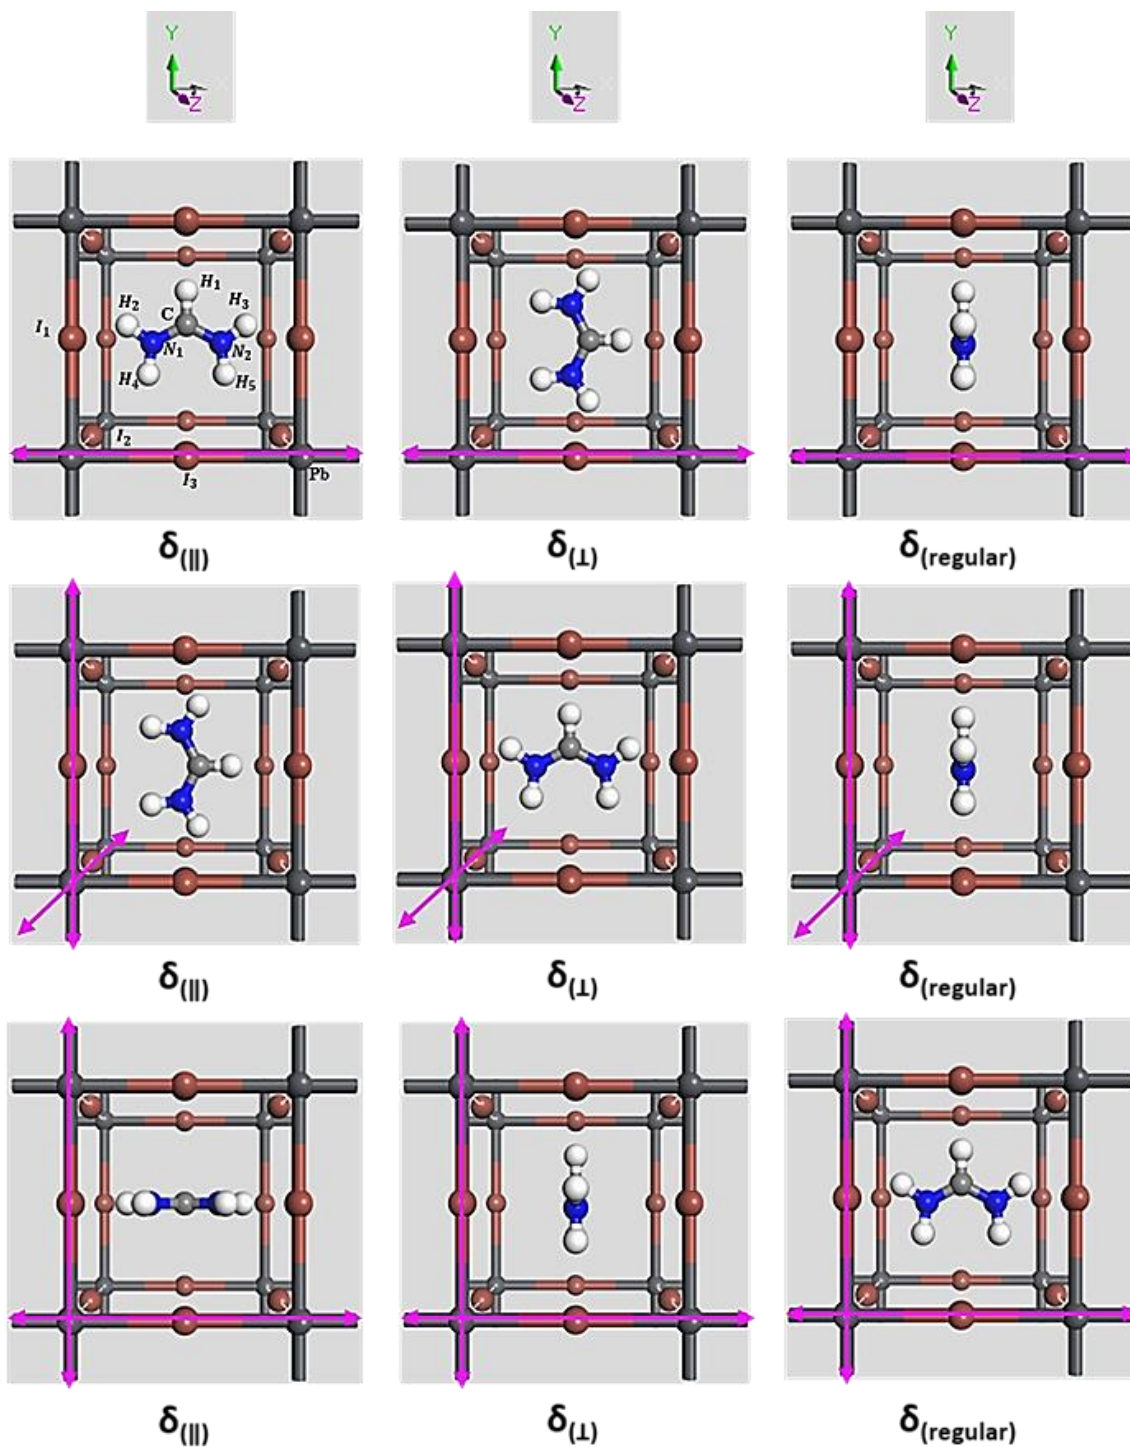 Y Y Y
Z Z Z
H₁
H₂ C H₃
I₁ N₁ N₂
H₄ H₅
I₂
I₃ Pb
δ(∥) δ(⊥) δ(regular)
δ(∥) δ(⊥) δ(regular)
δ(∥) δ(⊥) δ(regular)